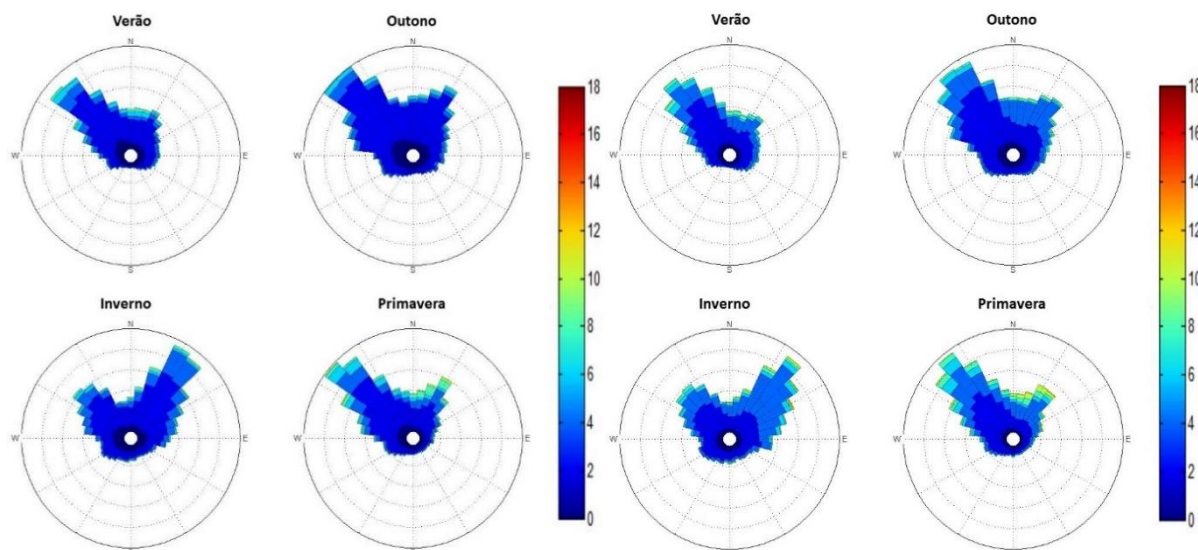 Verão Outono Verão Outono
N N N N
18 18
16 16
14 14
W E W E W E W E
12 12
10 10
S S S S
Inverno Primavera Inverno Primavera
8 8
N N N N
6 6
4 4
W E W E W E W E
2 2
0 0